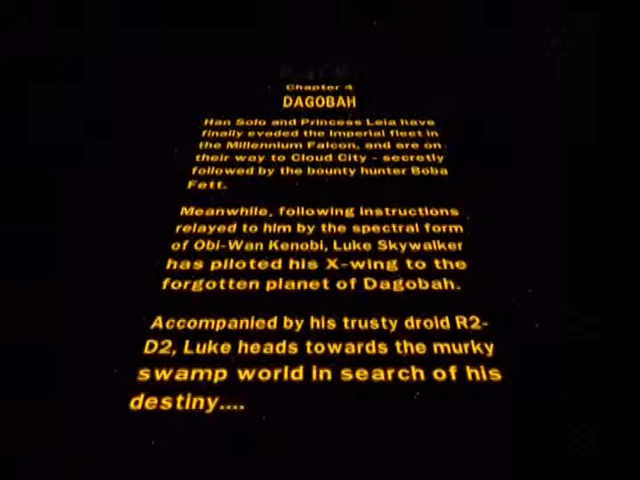 Chapter 4
DAGOBAH
Han Solo and Princess Leia have
finally evaded the Imperial fleet in
the Millennium Falcon, and are on
their way to Cloud City - secretly
followed by the bounty hunter Boba
Fett.
Meanwhile, following instructions
relayed to him by the spectral form
of Obi-Wan Kenobi, Luke Skywalker
has piloted his X-wing to the
forgotten planet of Dagobah.
Accompanied by his trusty droid R2-
D2, Luke heads towards the murky
swamp world in search of his
destiny....